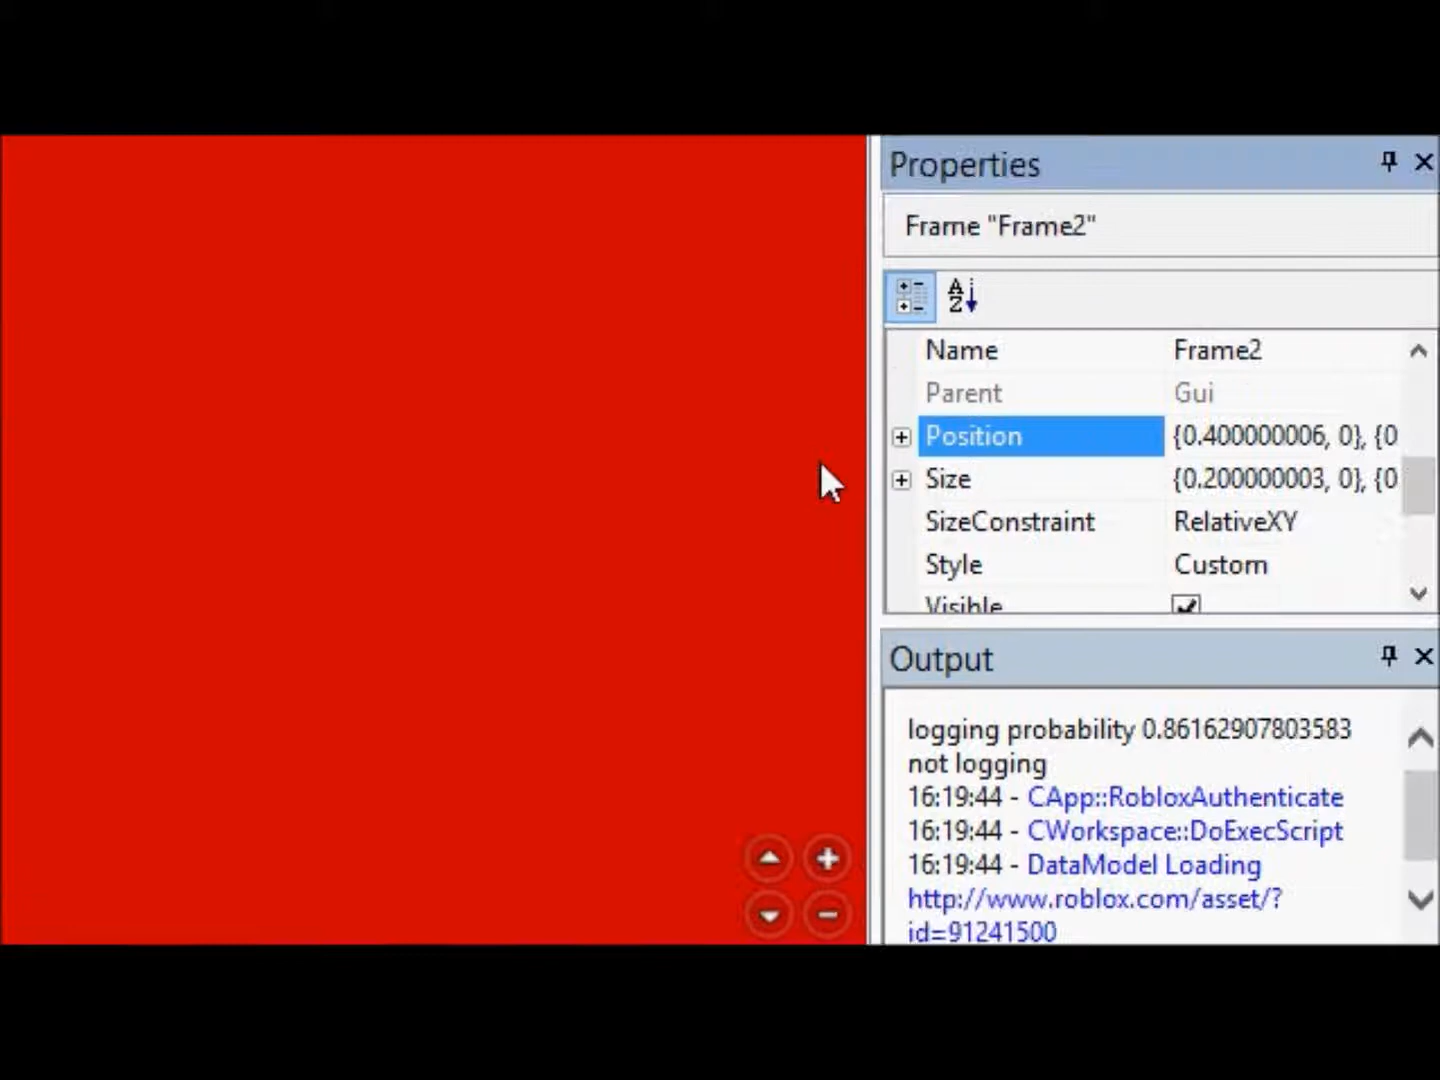 Properties
Frame "Frame2"
Name Frame2
Parent Gui
Position {0.400000006, 0}, {0
Size {0.200000003, 0}, {0
SizeConstraint RelativeXY
Style Custom
Visible
Output
logging probability 0.86162907803583
not logging
16:19:44 - CApp::RobloxAuthenticate
16:19:44 - CWorkspace::DoExecScript
16:19:44 - DataModel Loading
http://www.roblox.com/asset/?
id=91241500